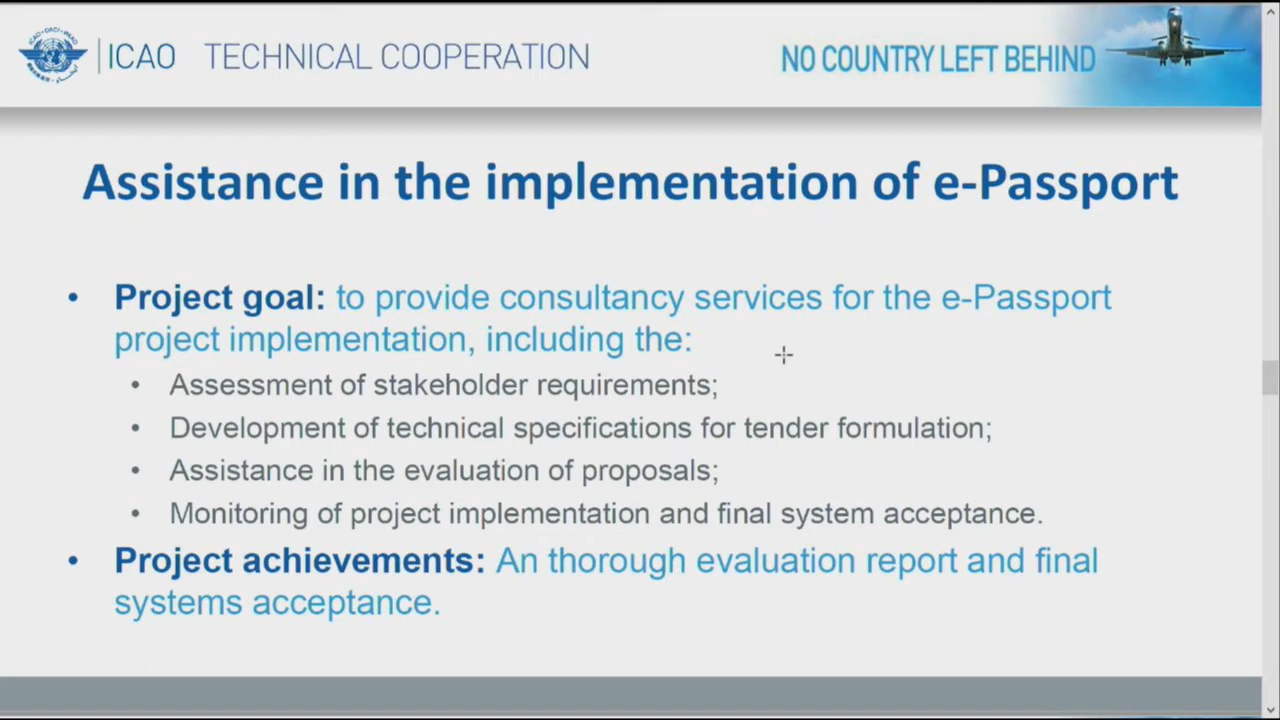 ICAO TECHNICAL COOPERATION
NO COUNTRY LEFT BEHIND
Assistance in the implementation of e-Passport
• Project goal: to provide consultancy services for the e-Passport
project implementation, including the:
• Assessment of stakeholder requirements;
• Development of technical specifications for tender formulation;
• Assistance in the evaluation of proposals;
• Monitoring of project implementation and final system acceptance.
• Project achievements: An thorough evaluation report and final
systems acceptance.